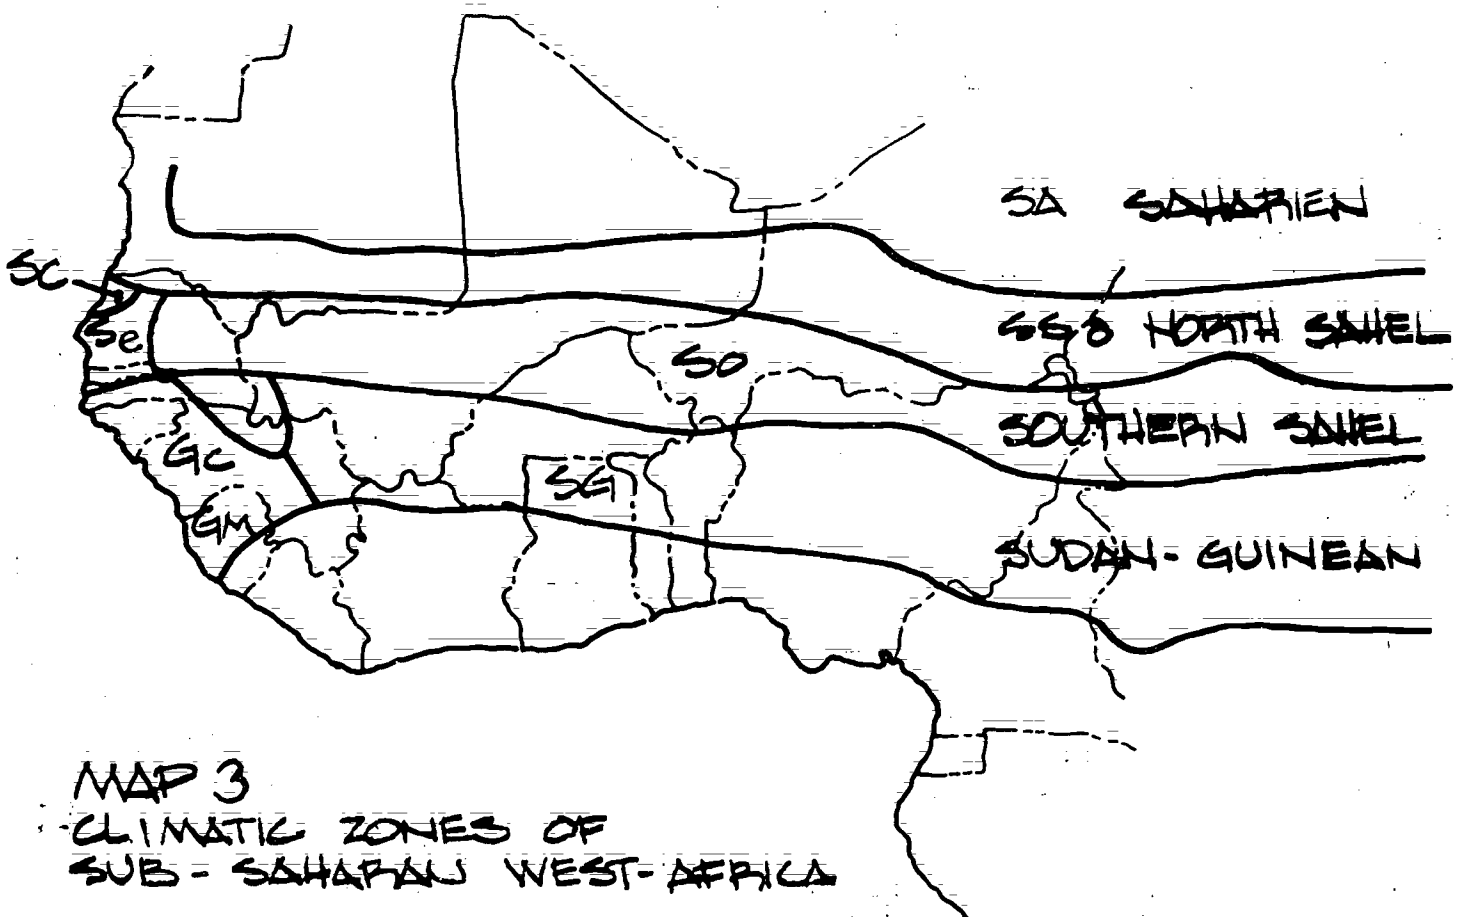 SA SAHARIEN
Sc
Se
SS8 NORTH SAHEL
So
SOUTHERN SAHEL
Gc
SG
GM
SUDAN-GUINEAN
MAP 3
CLIMATIC ZONES OF
SUB-SAHARAN WEST-AFRICA